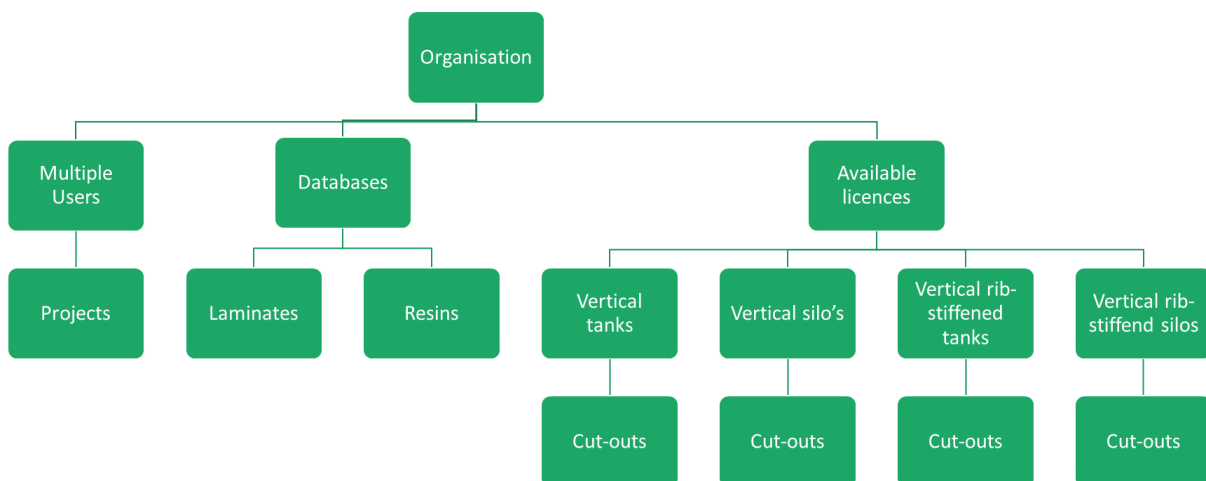 Organisation
Multiple
Users
Databases
Available
licences
Projects
Laminates
Resins
Vertical
tanks
Vertical silo’s
Vertical rib-
stiffened
tanks
Vertical rib-
stiffend silos
Cut-outs
Cut-outs
Cut-outs
Cut-outs